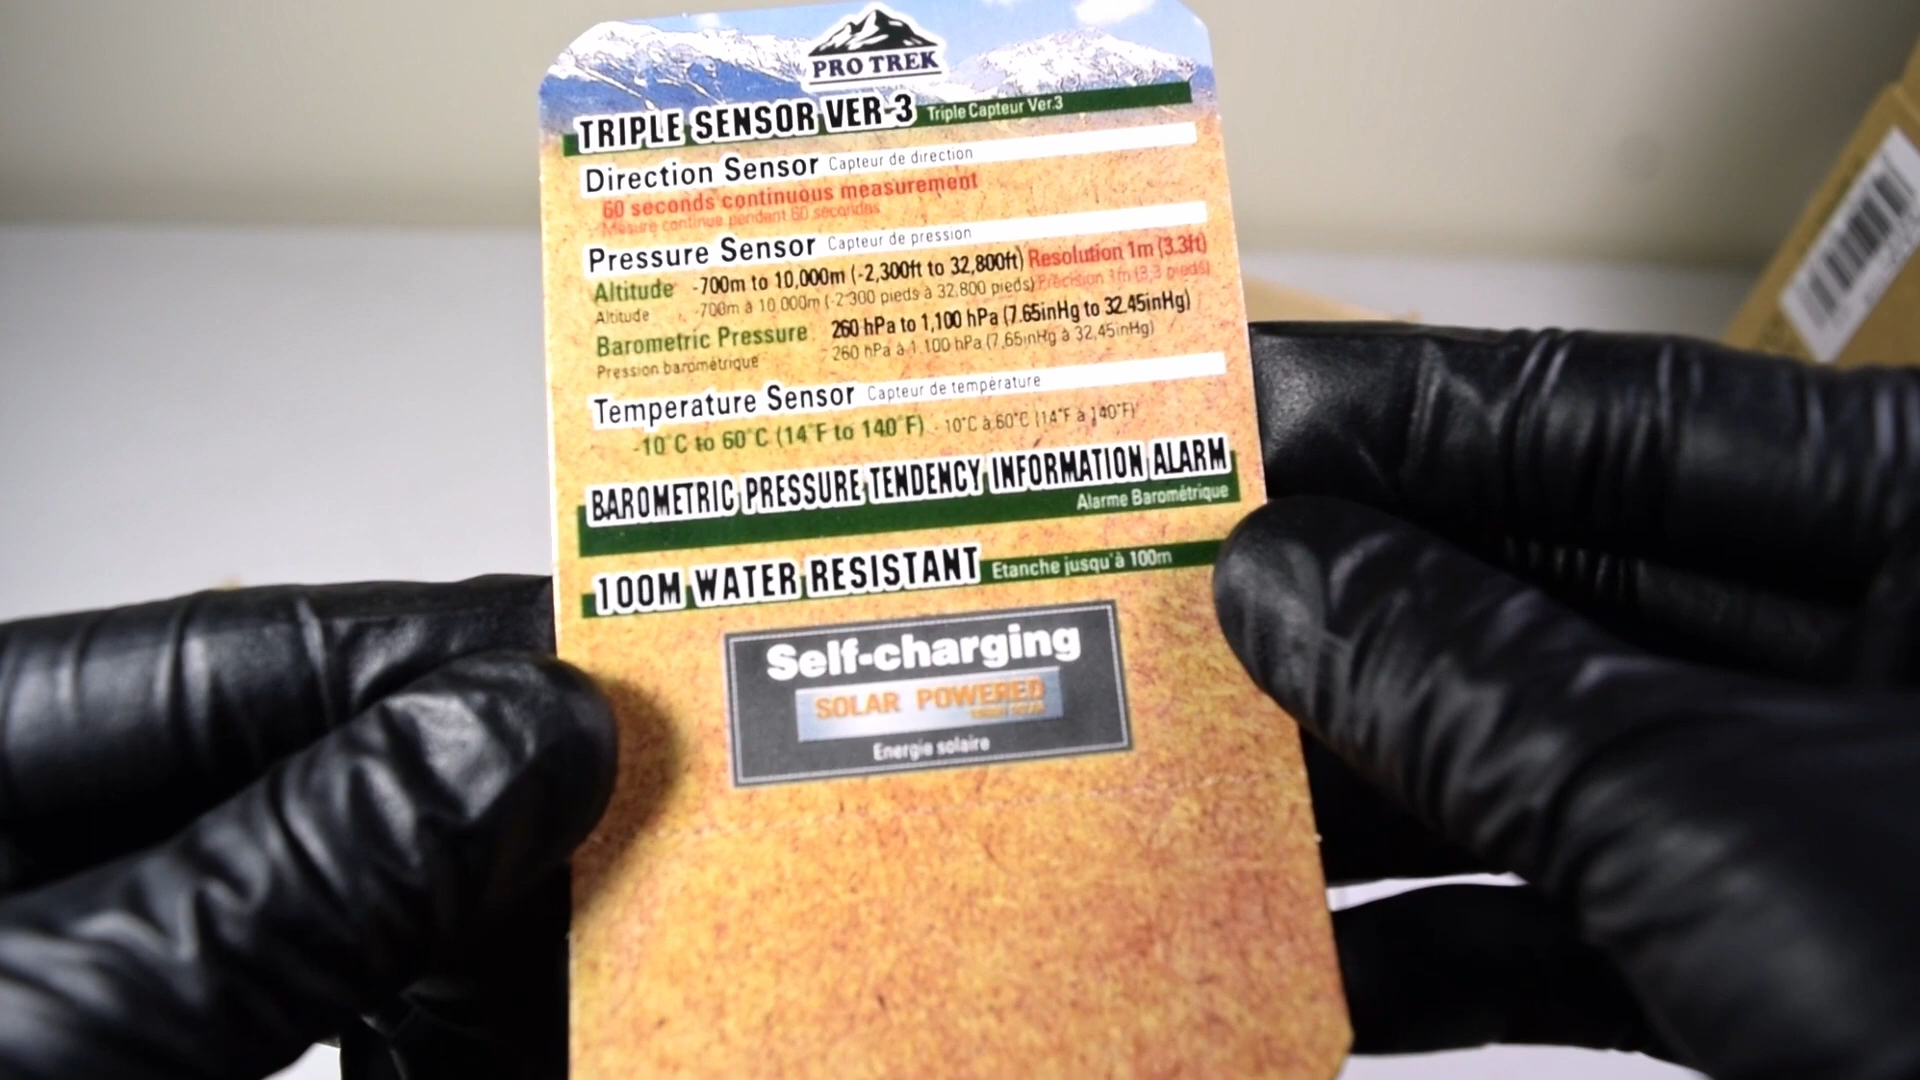 PRO TREK
TRIPLE SENSOR VER-3 Triple Capteur Ver.3
Direction Sensor Capteur de direction
60 seconds continuous measurement
Mesure continue pendant 60 secondes
Pressure Sensor Capteur de pression
Altitude -700m to 10,000m (-2,300ft to 32,800ft) Resolution 1m (3.3ft)
Altitude -700m à 10 000m (-2 300 pieds à 32.800 pieds) Précision 1m (3,3 pieds)
Barometric Pressure 260 hPa to 1,100 hPa (7.65inHg to 32.45inHg)
Pression barométrique 260 hPa à 1 100 hPa (7,65inHg à 32,45inHg)
Temperature Sensor Capteur de température
-10°C to 60°C (14°F to 140°F) - 10°C à 60°C (14°F à 140°F)
BAROMETRIC PRESSURE TENDENCY INFORMATION ALARM
Alarme Barométrique
100M WATER RESISTANT Etanche jusqu'à 100m
Self-charging
SOLAR POWERED
Energie solaire